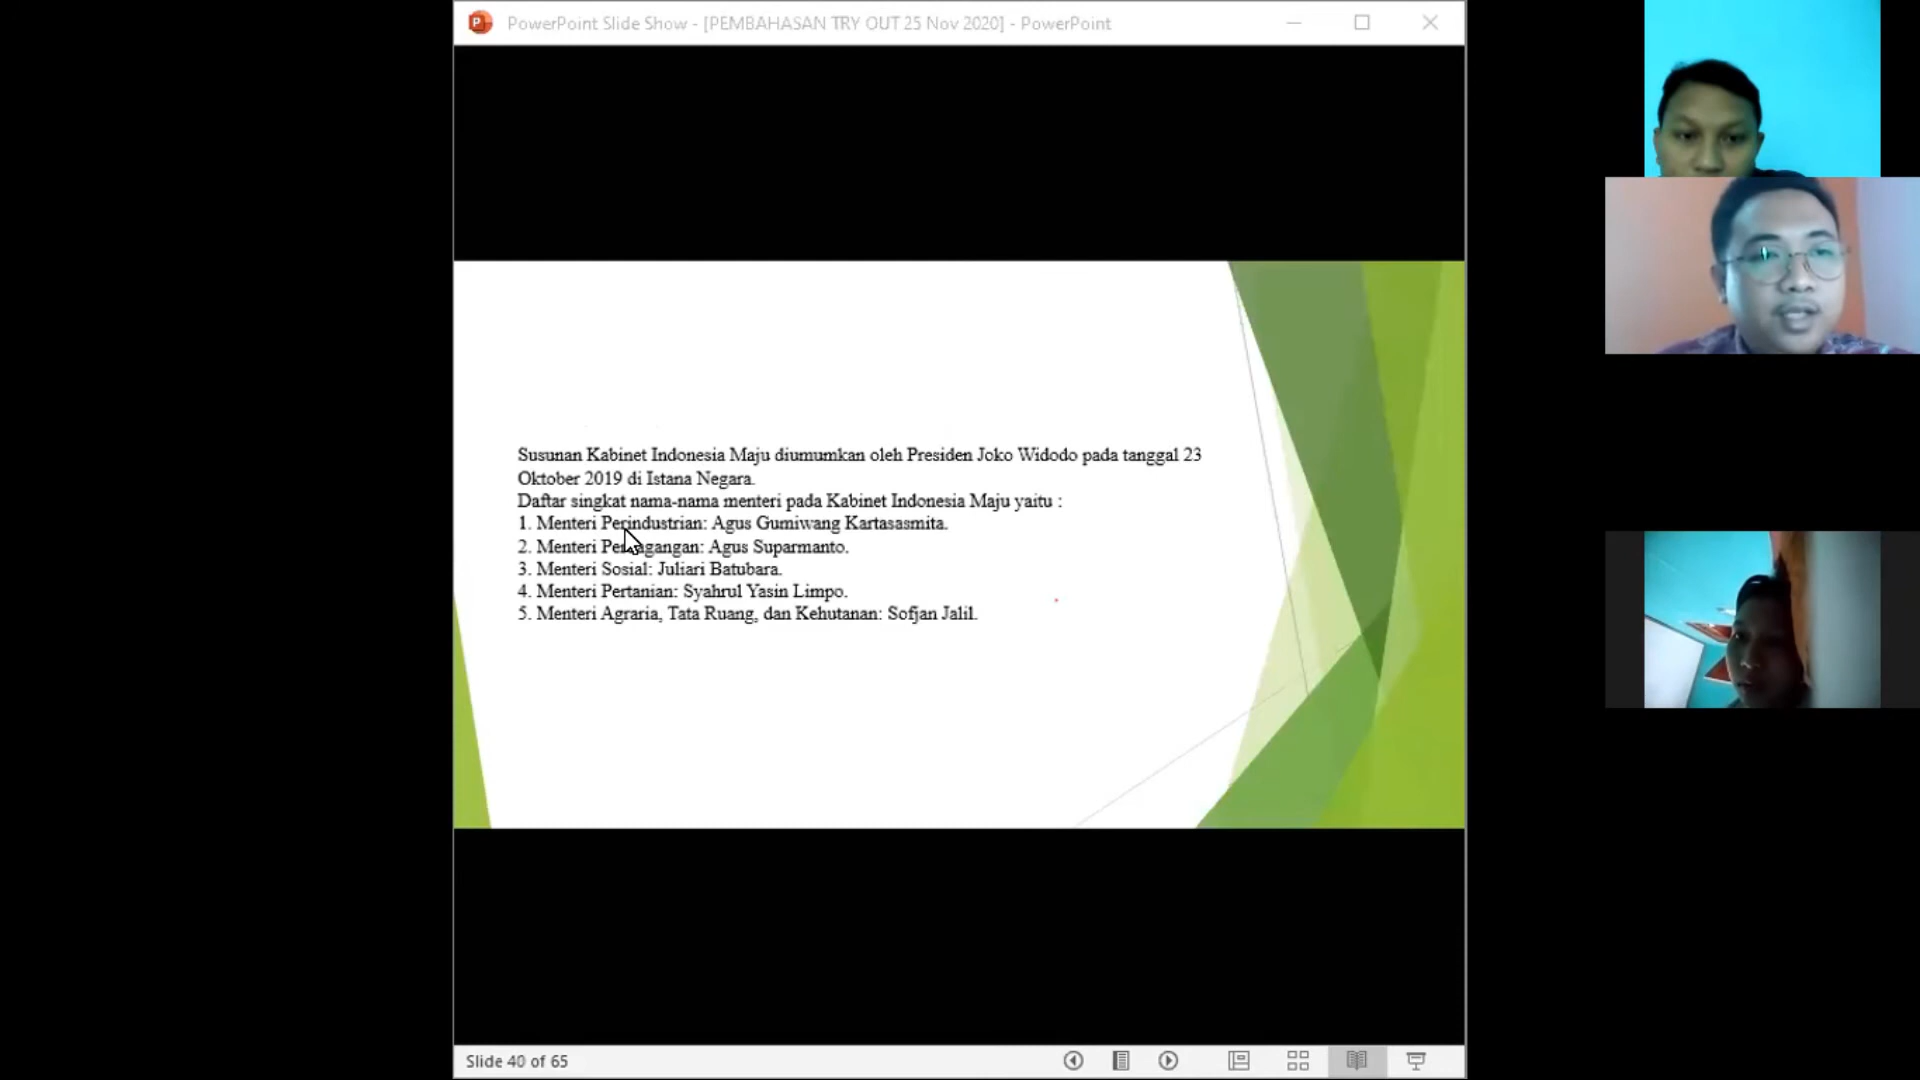 PowerPoint Slide Show - [PEMBAHASAN TRY OUT 25 Nov 2020] - PowerPoint
Susunan Kabinet Indonesia Maju diumumkan oleh Presiden Joko Widodo pada tanggal 23
Oktober 2019 di Istana Negara.
Daftar singkat nama-nama menteri pada Kabinet Indonesia Maju yaitu :
1. Menteri Perindustrian: Agus Gumiwang Kartasasmita.
2. Menteri Perdagangan: Agus Suparmanto.
3. Menteri Sosial: Juliari Batubara.
4. Menteri Pertanian: Syahrul Yasin Limpo.
5. Menteri Agraria, Tata Ruang, dan Kehutanan: Sofjan Jalil.
Slide 40 of 65